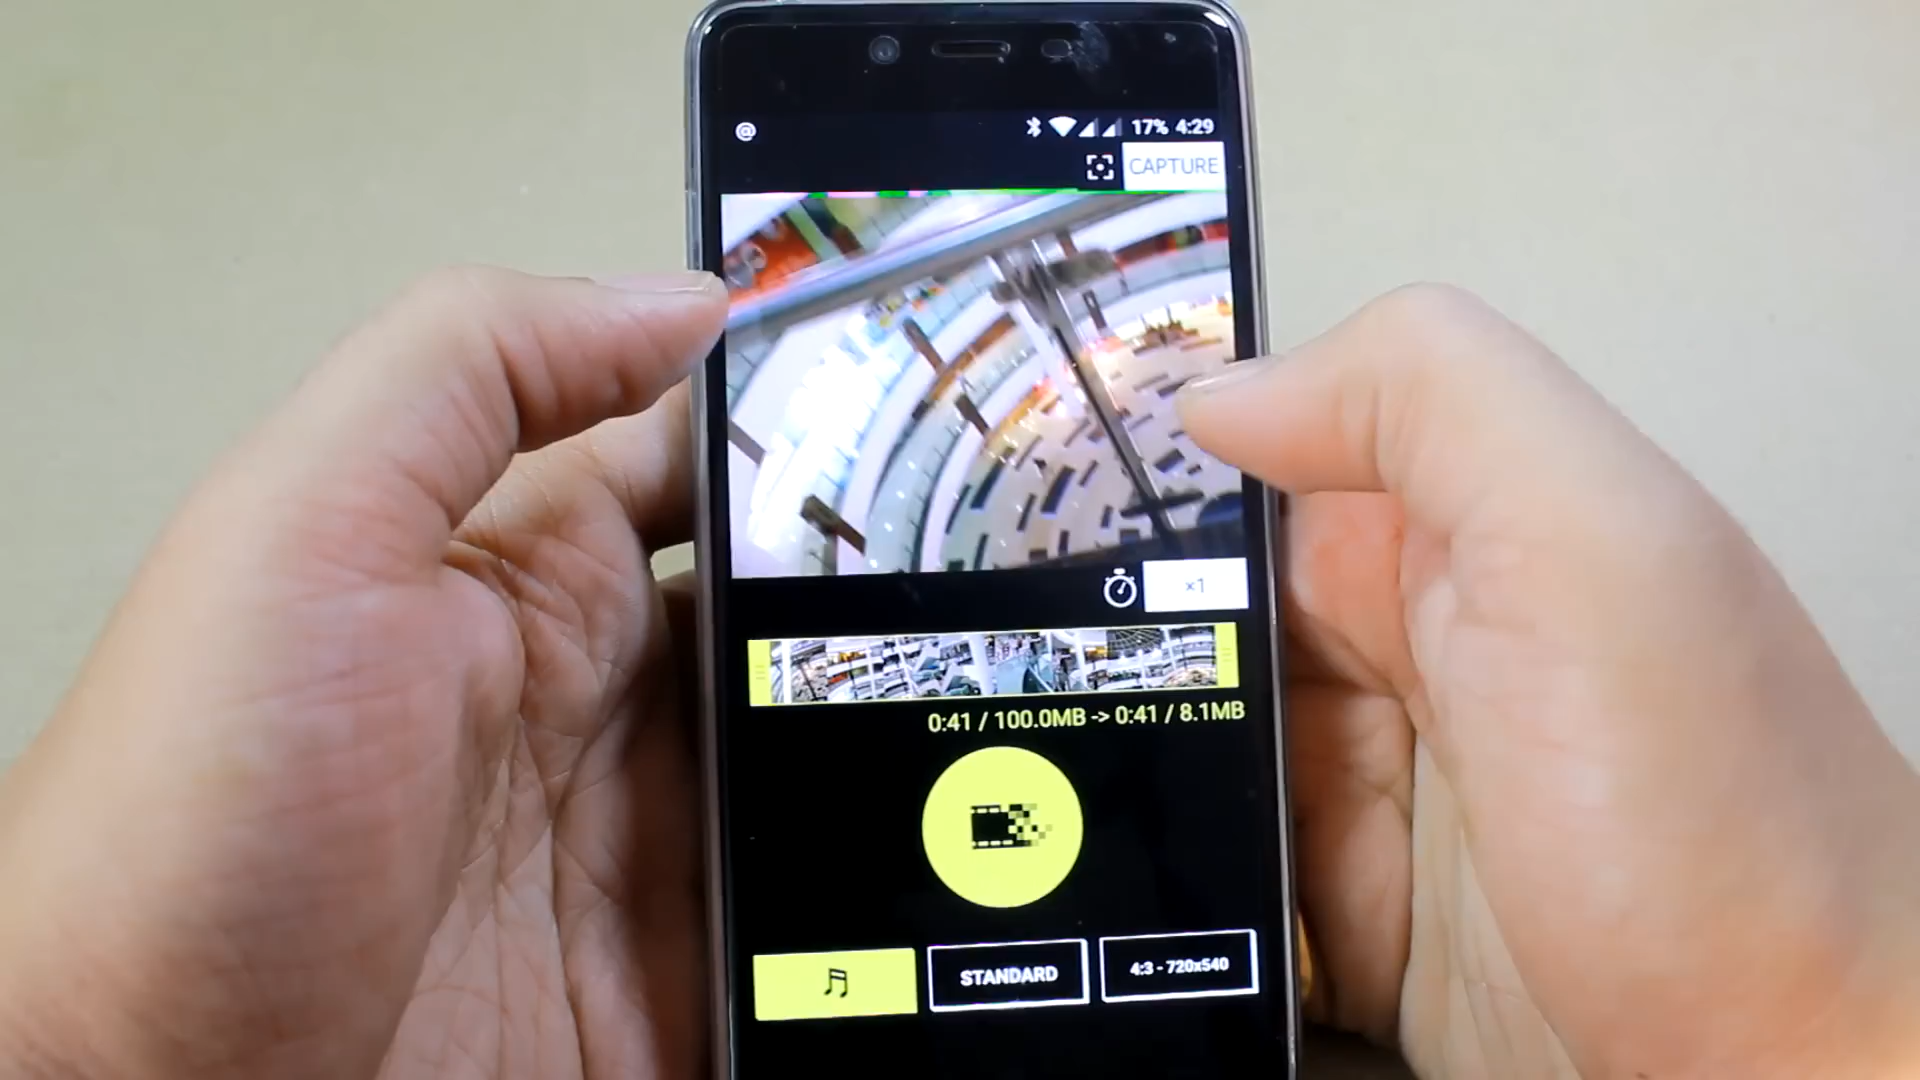 17% 4:29
CAPTURE
×1
0:41 / 100.0MB -> 0:41 / 8.1MB
STANDARD
4:3 - 720x540